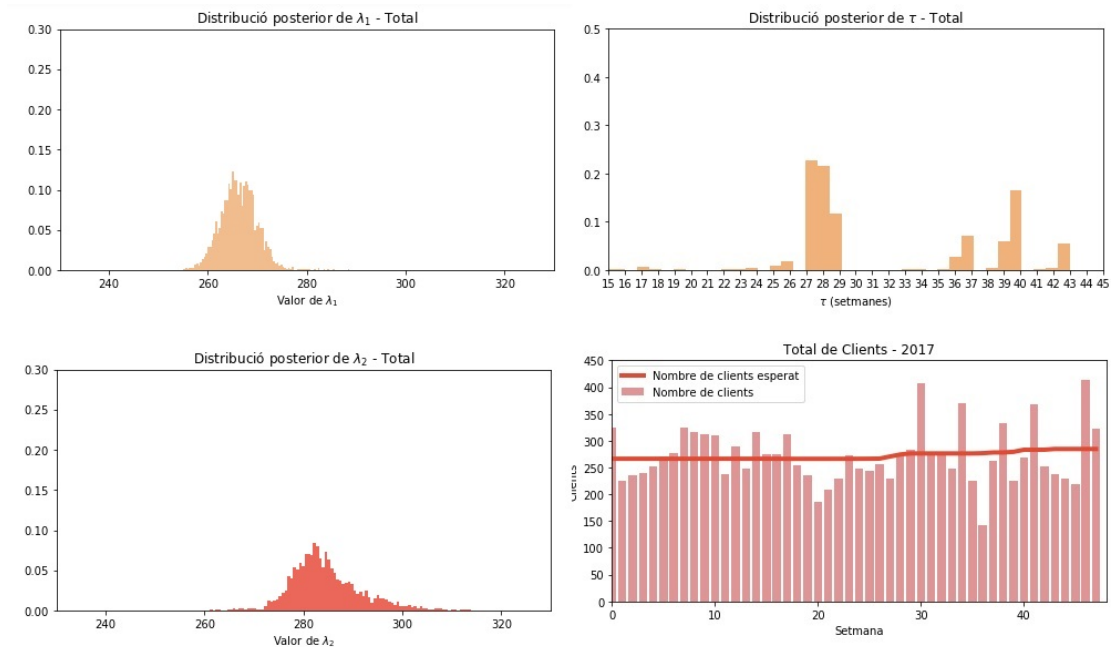 Distribució posterior de λ₁ - Total
0.30
0.25
0.20
0.15
0.10
0.05
0.00
240 260 280 300 320
Valor de λ₁
Distribució posterior de τ - Total
0.5
0.4
0.3
0.2
0.1
0.0
15 16 17 18 19 20 21 22 23 24 25 26 27 28 29 30 31 32 33 34 35 36 37 38 39 40 41 42 43 44 45
τ (setmanes)
Distribució posterior de λ₂ - Total
0.30
0.25
0.20
0.15
0.10
0.05
0.00
240 260 280 300 320
Valor de λ₂
Total de Clients - 2017
450
400
350
300
250
200
150
100
50
0
Clients
Nombre de clients esperat
Nombre de clients
0 10 20 30 40
Setmana